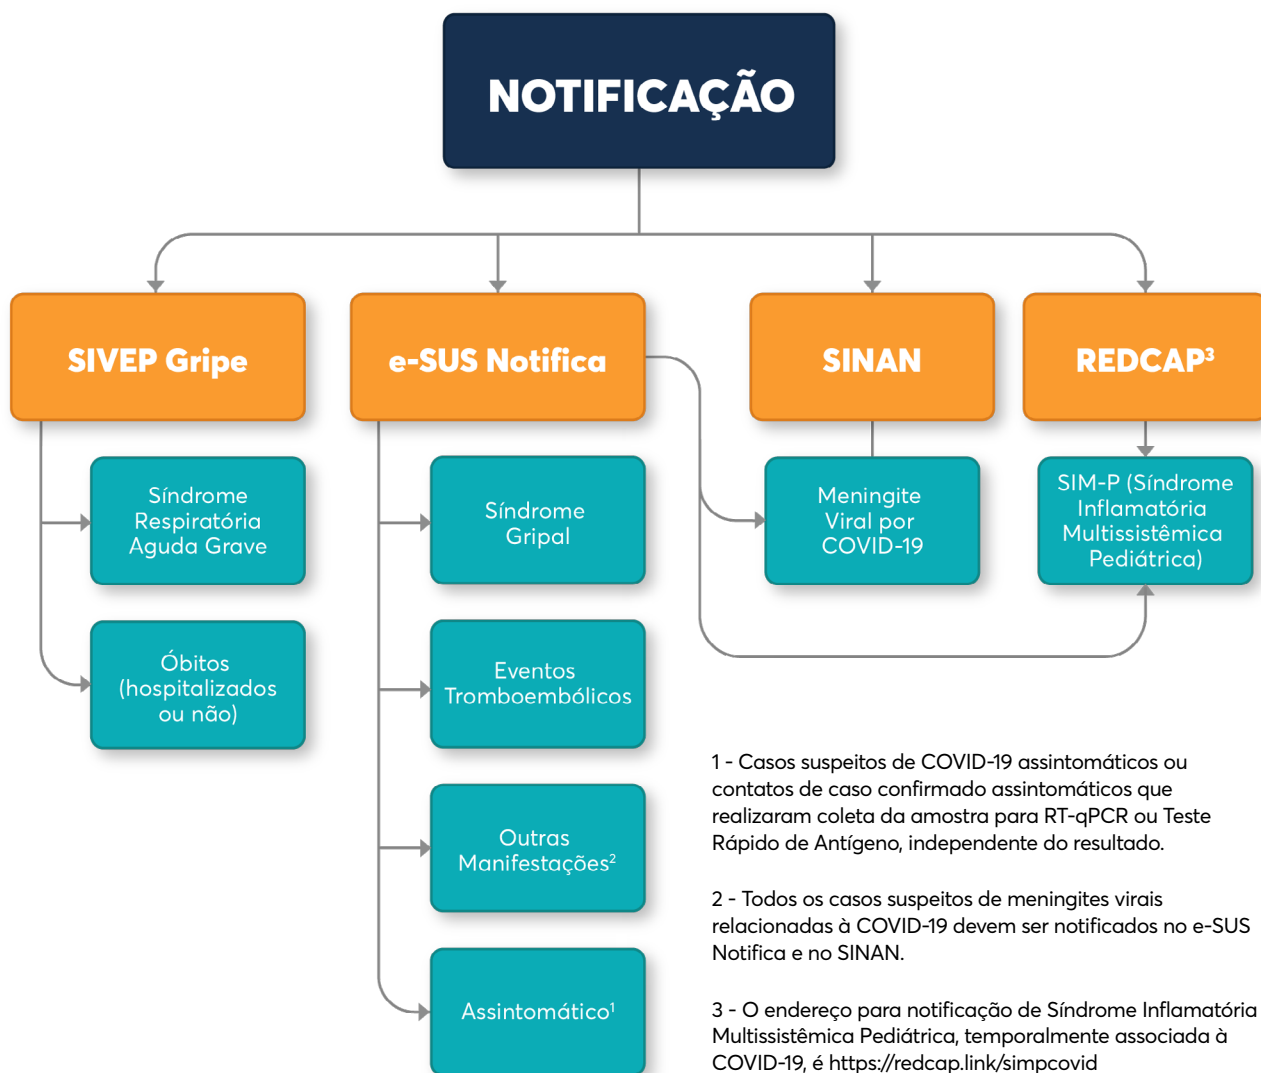 NOTIFICAÇÃO
SIVEP Gripe
e-SUS Notifica
SINAN
REDCAP³
Síndrome
Respiratória
Aguda Grave
Óbitos
(hospitalizados
ou não)
Síndrome
Gripal
Eventos
Tromboembólicos
Outras
Manifestações²
Assintomático¹
Meningite
Viral por
COVID-19
SIM-P (Síndrome
Inflamatória
Multissistêmica
Pediátrica)
1 - Casos suspeitos de COVID-19 assintomáticos ou
contatos de caso confirmado assintomáticos que
realizaram coleta da amostra para RT-qPCR ou Teste
Rápido de Antígeno, independente do resultado.
2 - Todos os casos suspeitos de meningites virais
relacionadas à COVID-19 devem ser notificados no e-SUS
Notifica e no SINAN.
3 - O endereço para notificação de Síndrome Inflamatória
Multissistêmica Pediátrica, temporalmente associada à
COVID-19, é https://redcap.link/simpcovid